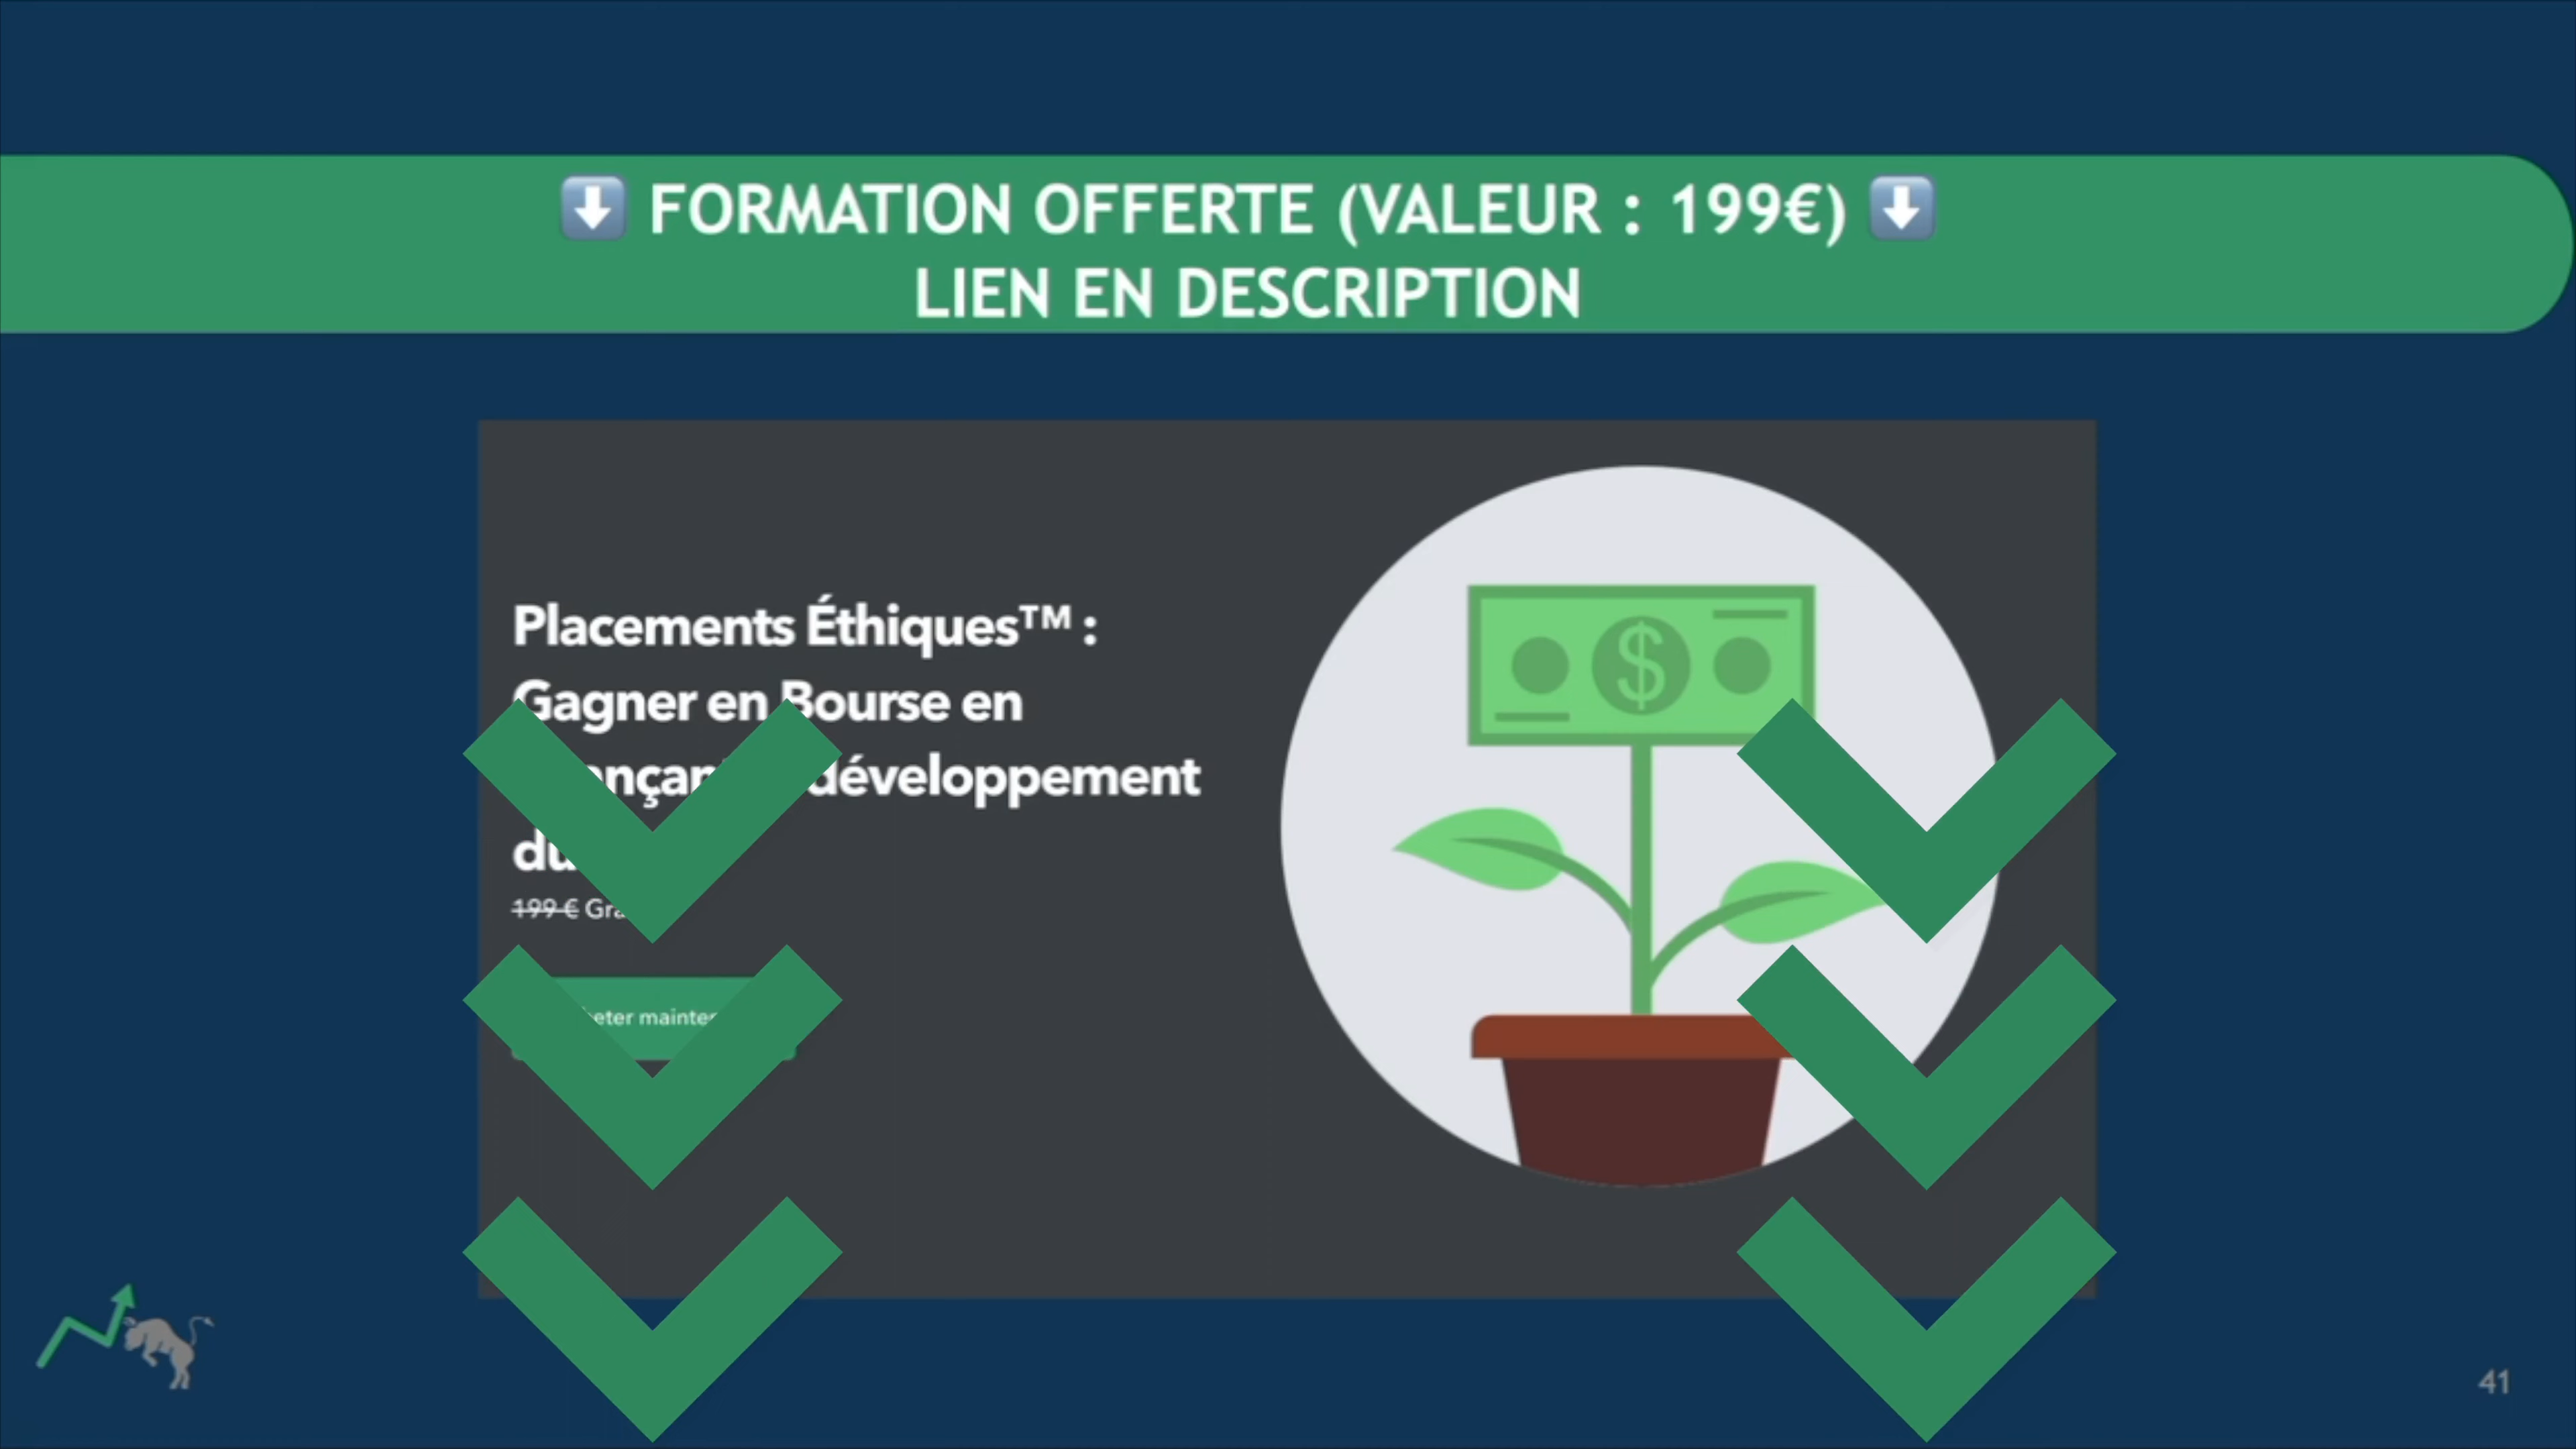 ⬇️ FORMATION OFFERTE (VALEUR : 199€) ⬇️
LIEN EN DESCRIPTION
Placements Éthiques™ :
Gagner en Bourse en
développement
199 €
$
41